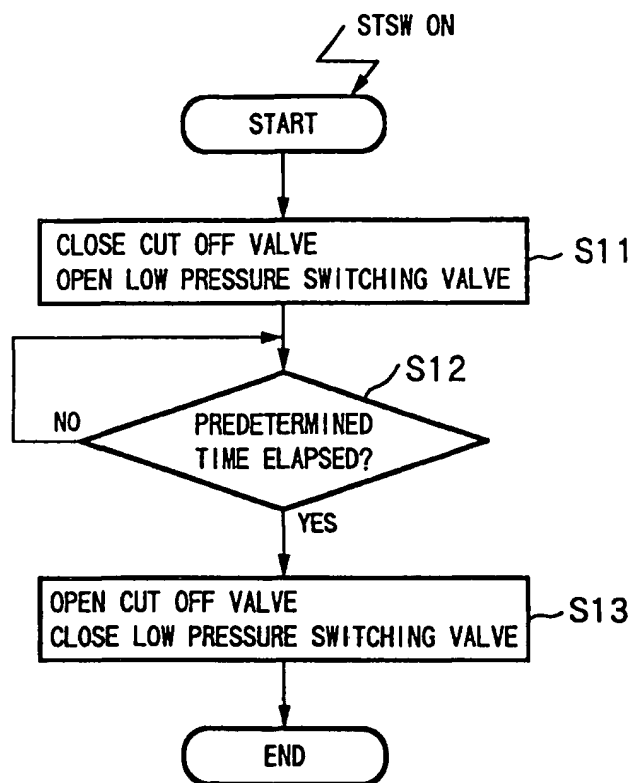 STSW ON
START
CLOSE CUT OFF VALVE
OPEN LOW PRESSURE SWITCHING VALVE
S11
S12
PREDETERMINED
TIME ELAPSED?
NO
YES
OPEN CUT OFF VALVE
CLOSE LOW PRESSURE SWITCHING VALVE
S13
END